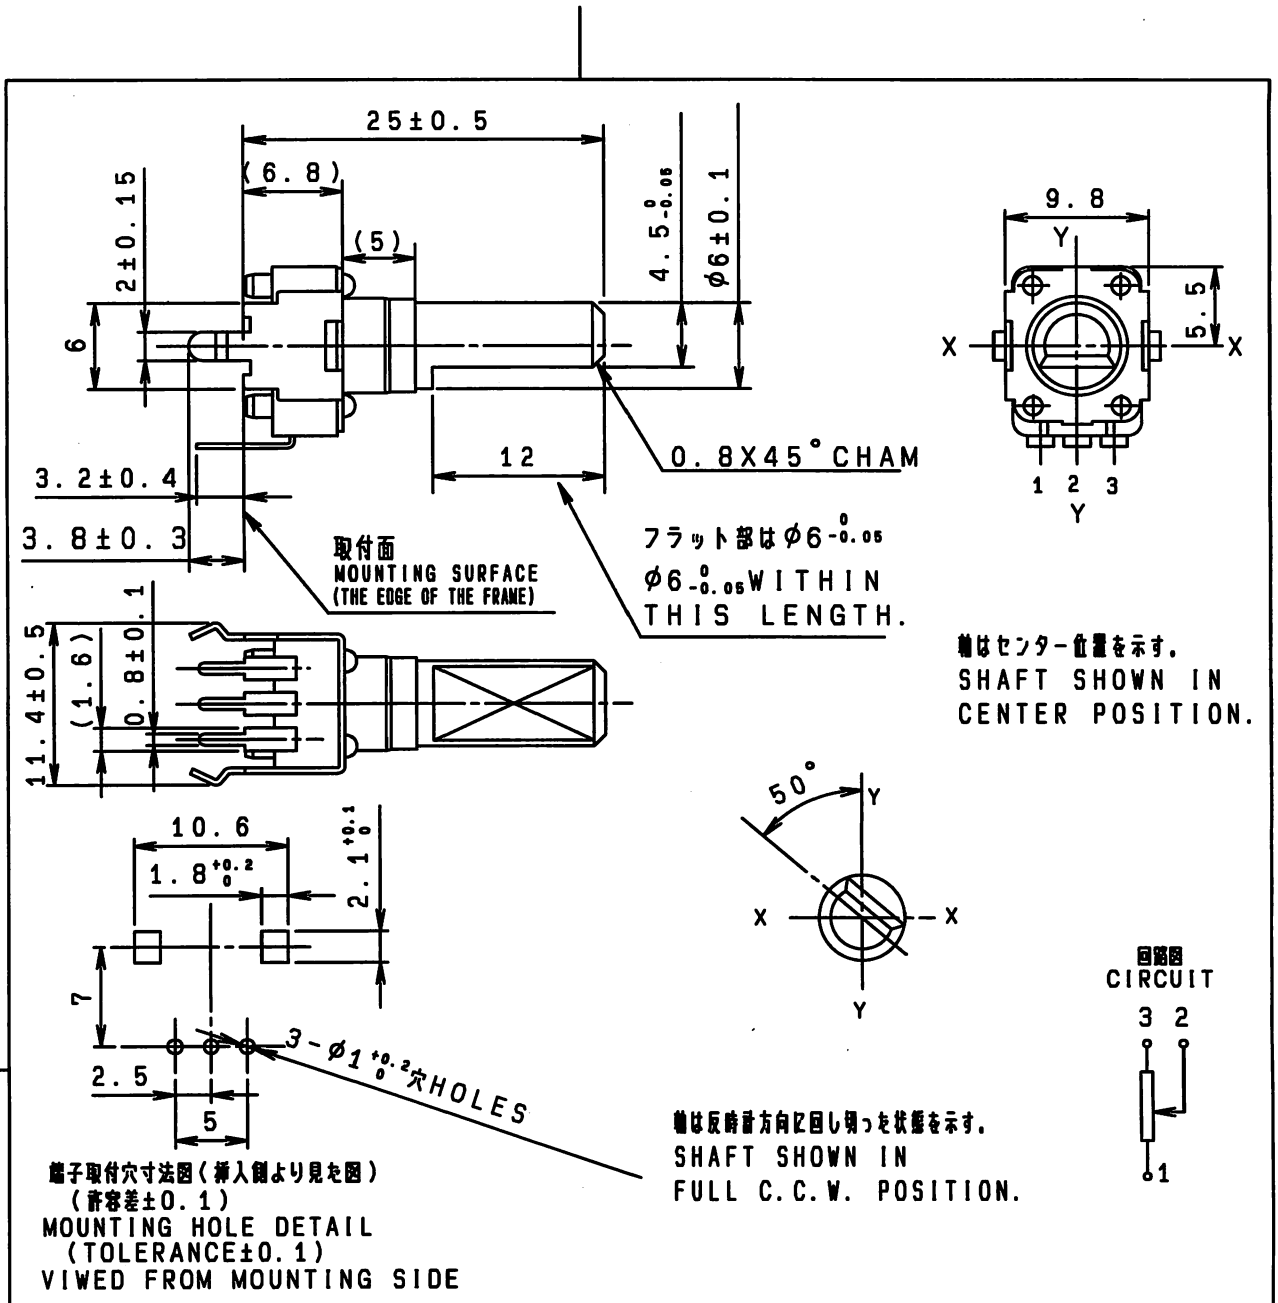 25±0.5
(6.8)
(5)
2±0.15
6
4.5 0 -0.05
φ6±0.1
9.8
Y
5.5
X
X
1 2 3
Y
3.2±0.4
3.8±0.3
12
0.8X45°CHAM
取付面
MOUNTING SURFACE
(THE EDGE OF THE FRAME)
フラット部はφ6 0 -0.05
φ6 0 -0.05 WITHIN
THIS LENGTH.
軸はセンター位置を示す。
SHAFT SHOWN IN
CENTER POSITION.
11.4±0.5
(1.6)
0.8±0.1
10.6
1.8 +0.2 0
2.1 +0.1 0
7
2.5
5
3-φ1 +0.2 0 穴HOLES
端子取付穴寸法図(挿入側より見た図)
(許容差±0.1)
MOUNTING HOLE DETAIL
(TOLERANCE±0.1)
VIWED FROM MOUNTING SIDE
50°
Y
X
X
Y
軸は反時計方向に回し切った状態を示す。
SHAFT SHOWN IN
FULL C.C.W. POSITION.
回路図
CIRCUIT
3 2
1